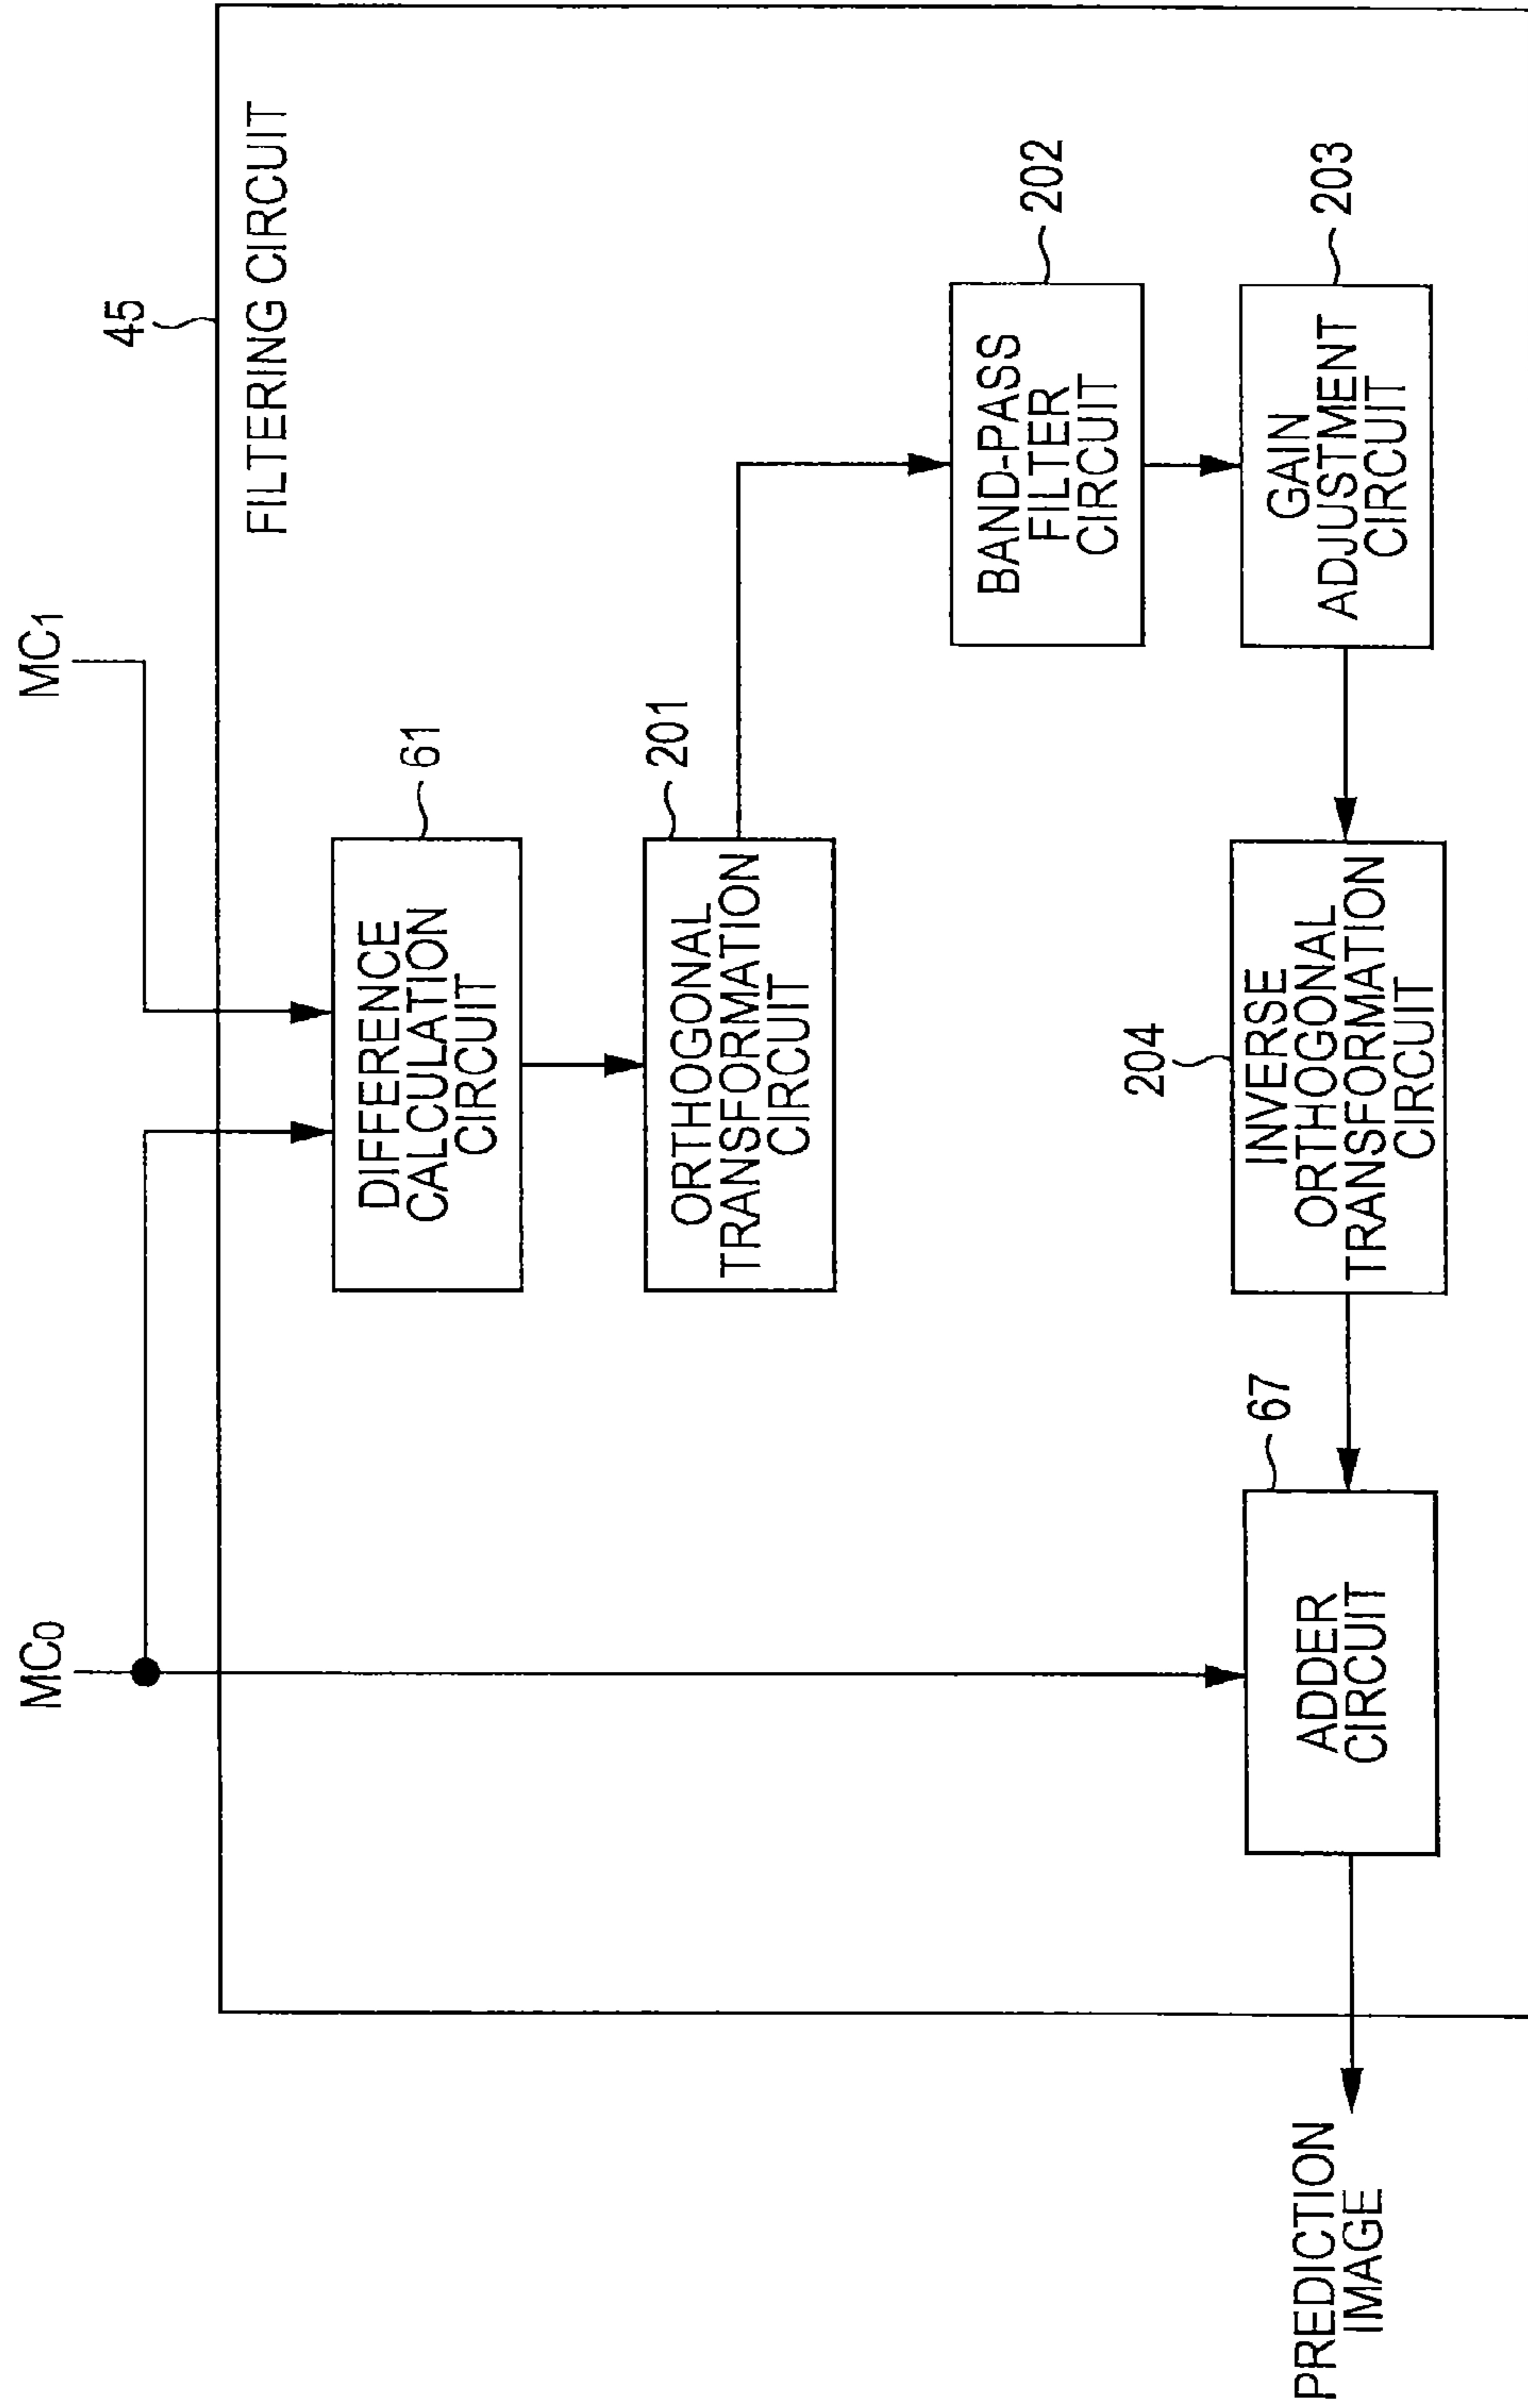 MC0
MC1
45
FILTERING CIRCUIT
DIFFERENCE
CALCULATION
CIRCUIT
61
ORTHOGONAL
TRANSFORMATION
CIRCUIT
201
BAND-PASS
FILTER
CIRCUIT
202
GAIN
ADJUSTMENT
CIRCUIT
203
204
INVERSE
ORTHOGONAL
TRANSFORMATION
CIRCUIT
67
ADDER
CIRCUIT
PREDICTION
IMAGE